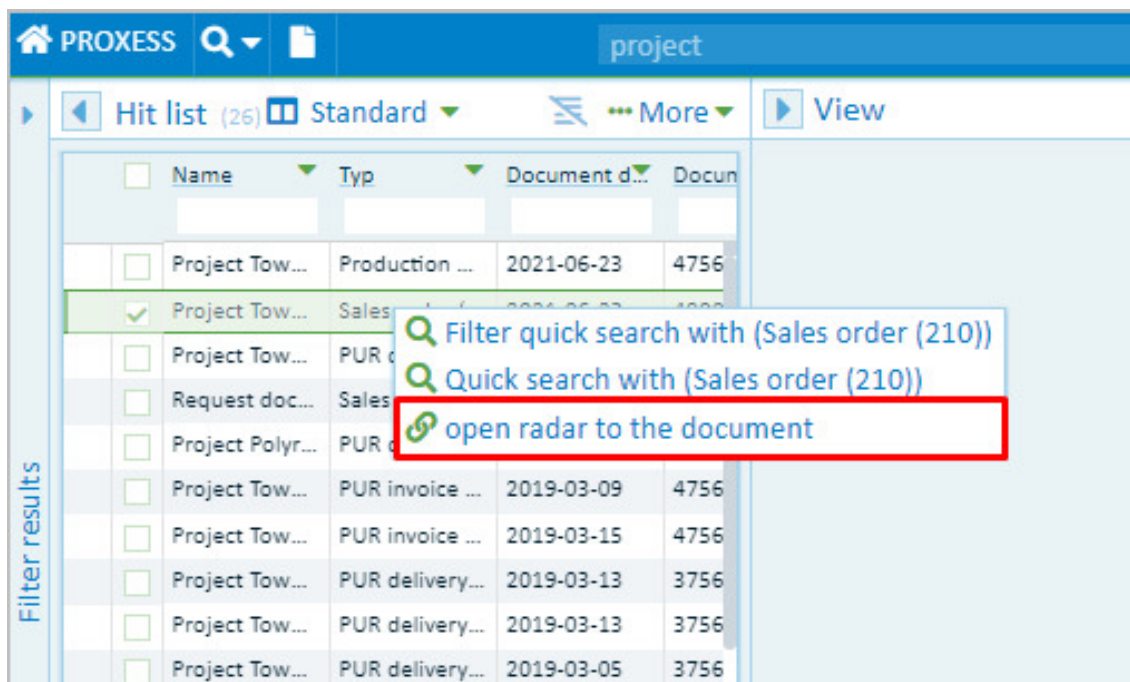 PROXESS
project
Hit list (26) Standard ••• More View
Name Typ Document d... Docun
Project Tow... Production ... 2021-06-23 4756
Project Tow... Sales
Filter quick search with (Sales order (210))
Project Tow... PUR
Quick search with (Sales order (210))
Request doc... Sales
open radar to the document
Project Polyr... PUR
Project Tow... PUR invoice ... 2019-03-09 4756
Project Tow... PUR invoice ... 2019-03-15 4756
Project Tow... PUR delivery... 2019-03-13 3756
Project Tow... PUR delivery... 2019-03-13 3756
Project Tow... PUR delivery... 2019-03-05 3756
Filter results